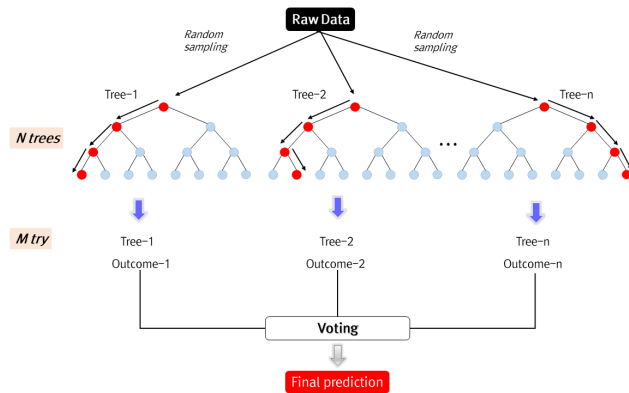 Raw Data
Random
sampling
Random
sampling
Tree-1
Tree-2
Tree-n
N trees
...
M try
Tree-1
Tree-2
Tree-n
Outcome-1
Outcome-2
Outcome-n
Voting
Final prediction